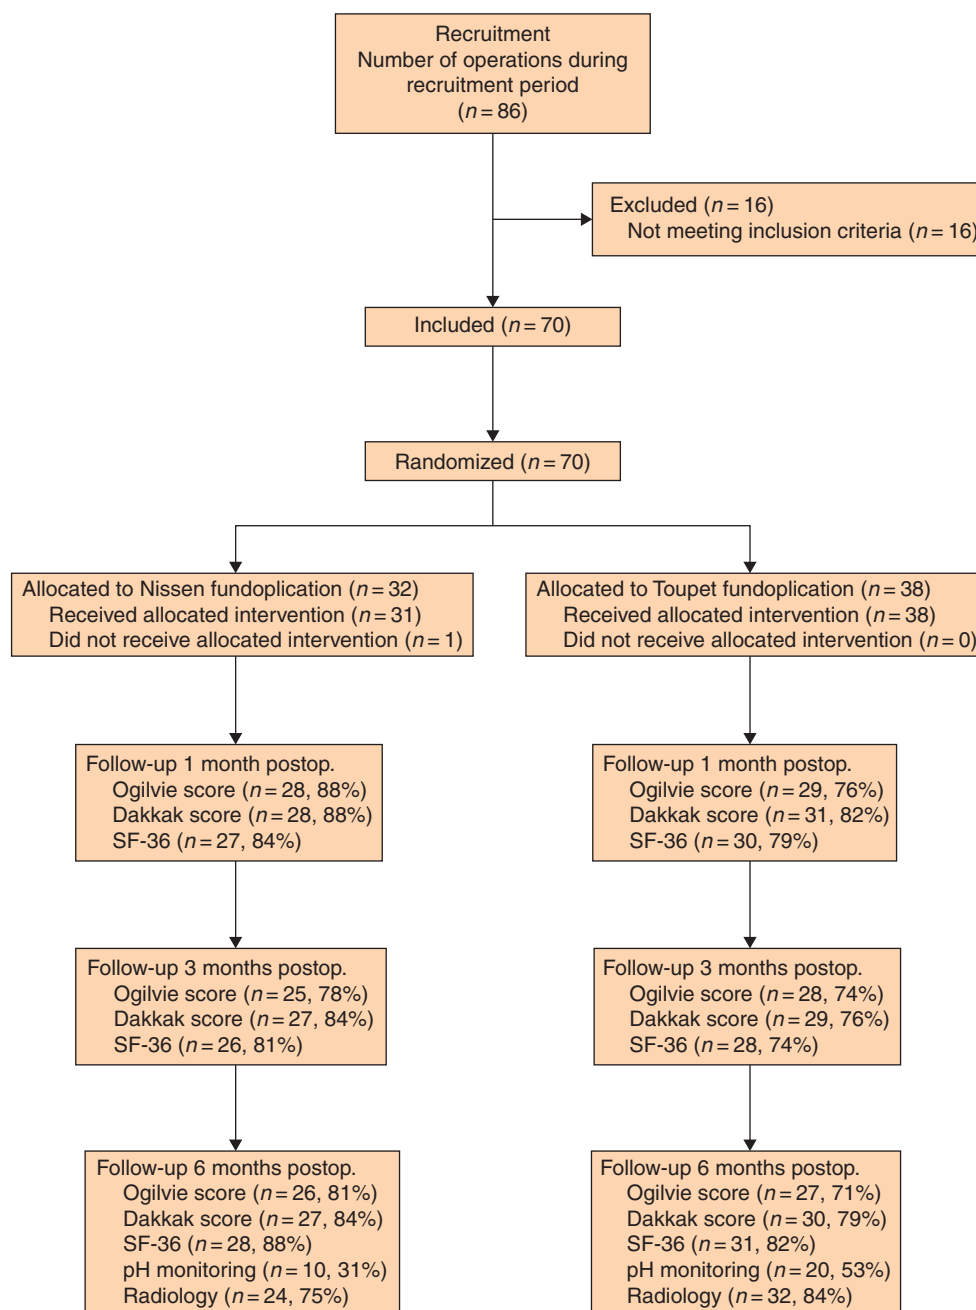 Recruitment
Number of operations during
recruitment period
(n = 86)
Excluded (n = 16)
Not meeting inclusion criteria (n = 16)
Included (n = 70)
Randomized (n = 70)
Allocated to Nissen fundoplication (n = 32)
Received allocated intervention (n = 31)
Did not receive allocated intervention (n = 1)
Allocated to Toupet fundoplication (n = 38)
Received allocated intervention (n = 38)
Did not receive allocated intervention (n = 0)
Follow-up 1 month postop.
Ogilvie score (n = 28, 88%)
Dakkak score (n = 28, 88%)
SF-36 (n = 27, 84%)
Follow-up 1 month postop.
Ogilvie score (n = 29, 76%)
Dakkak score (n = 31, 82%)
SF-36 (n = 30, 79%)
Follow-up 3 months postop.
Ogilvie score (n = 25, 78%)
Dakkak score (n = 27, 84%)
SF-36 (n = 26, 81%)
Follow-up 3 months postop.
Ogilvie score (n = 28, 74%)
Dakkak score (n = 29, 76%)
SF-36 (n = 28, 74%)
Follow-up 6 months postop.
Ogilvie score (n = 26, 81%)
Dakkak score (n = 27, 84%)
SF-36 (n = 28, 88%)
pH monitoring (n = 10, 31%)
Radiology (n = 24, 75%)
Follow-up 6 months postop.
Ogilvie score (n = 27, 71%)
Dakkak score (n = 30, 79%)
SF-36 (n = 31, 82%)
pH monitoring (n = 20, 53%)
Radiology (n = 32, 84%)